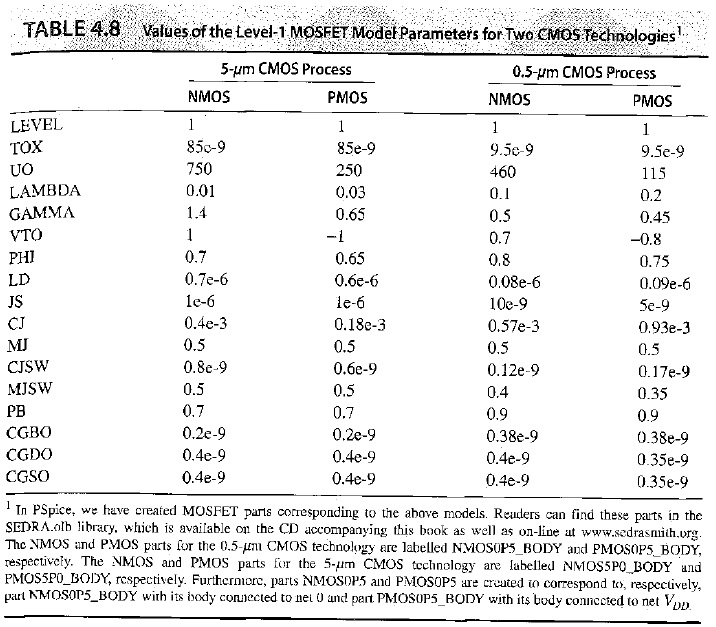 TABLE 4.8 Values of the Level-1 MOSFET Model Parameters for Two CMOS Technologies¹
5-μm CMOS Process 0.5-μm CMOS Process
NMOS PMOS NMOS PMOS
LEVEL 1 1 1 1
TOX 85e-9 85e-9 9.5e-9 9.5e-9
UO 750 250 460 115
LAMBDA 0.01 0.03 0.1 0.2
GAMMA 1.4 0.65 0.5 0.45
VTO 1 −1 0.7 −0.8
PHI 0.7 0.65 0.8 0.75
LD 0.7e-6 0.6e-6 0.08e-6 0.09e-6
JS 1e-6 1e-6 10e-9 5e-9
CJ 0.4e-3 0.18e-3 0.57e-3 0.93e-3
MJ 0.5 0.5 0.5 0.5
CJSW 0.8e-9 0.6e-9 0.12e-9 0.17e-9
MJSW 0.5 0.5 0.4 0.35
PB 0.7 0.7 0.9 0.9
CGBO 0.2e-9 0.2e-9 0.38e-9 0.38e-9
CGDO 0.4e-9 0.4e-9 0.4e-9 0.35e-9
CGSO 0.4e-9 0.4e-9 0.4e-9 0.35e-9
¹ In PSpice, we have created MOSFET parts corresponding to the above models. Readers can find these parts in the
SEDRA.olb library, which is available on the CD accompanying this book as well as on-line at www.sedrasmith.org.
The NMOS and PMOS parts for the 0.5-μm CMOS technology are labelled NMOS0P5_BODY and PMOS0P5_BODY,
respectively. The NMOS and PMOS parts for the 5-μm CMOS technology are labelled NMOS5P0_BODY and
PMOS5P0_BODY, respectively. Furthermore, parts NMOS0P5 and PMOS0P5 are created to correspond to, respectively,
part NMOS0P5_BODY with its body connected to net 0 and part PMOS0P5_BODY with its body connected to net V_DD.